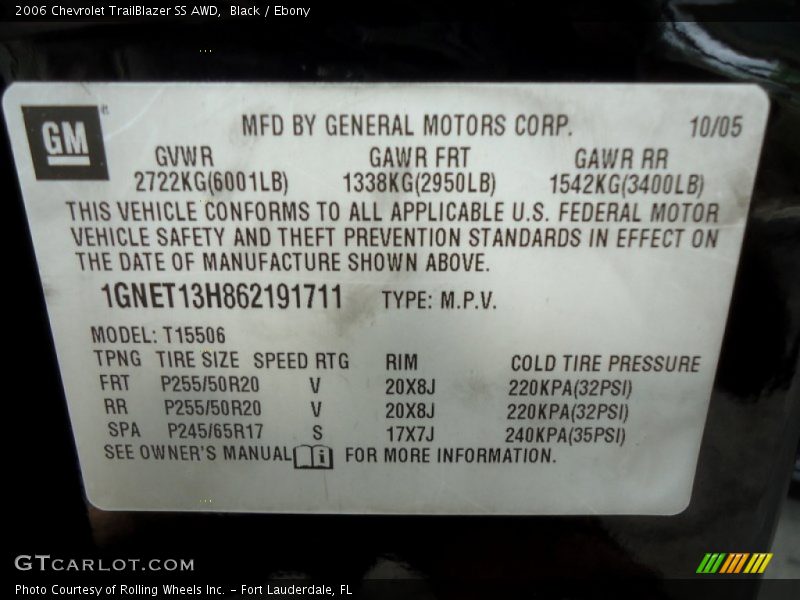 2006 Chevrolet TrailBlazer SS AWD, Black / Ebony
GM
MFD BY GENERAL MOTORS CORP. 10/05
GVWR GAWR FRT GAWR RR
2722KG(6001LB) 1338KG(2950LB) 1542KG(3400LB)
THIS VEHICLE CONFORMS TO ALL APPLICABLE U.S. FEDERAL MOTOR
VEHICLE SAFETY AND THEFT PREVENTION STANDARDS IN EFFECT ON
THE DATE OF MANUFACTURE SHOWN ABOVE.
1GNET13H862191711 TYPE: M.P.V.
MODEL: T15506
TPNG TIRE SIZE SPEED RTG RIM COLD TIRE PRESSURE
FRT P255/50R20 V 20X8J 220KPA(32PSI)
RR P255/50R20 V 20X8J 220KPA(32PSI)
SPA P245/65R17 S 17X7J 240KPA(35PSI)
SEE OWNER'S MANUAL i FOR MORE INFORMATION.
GTCARLOT.COM
Photo Courtesy of Rolling Wheels Inc. - Fort Lauderdale, FL